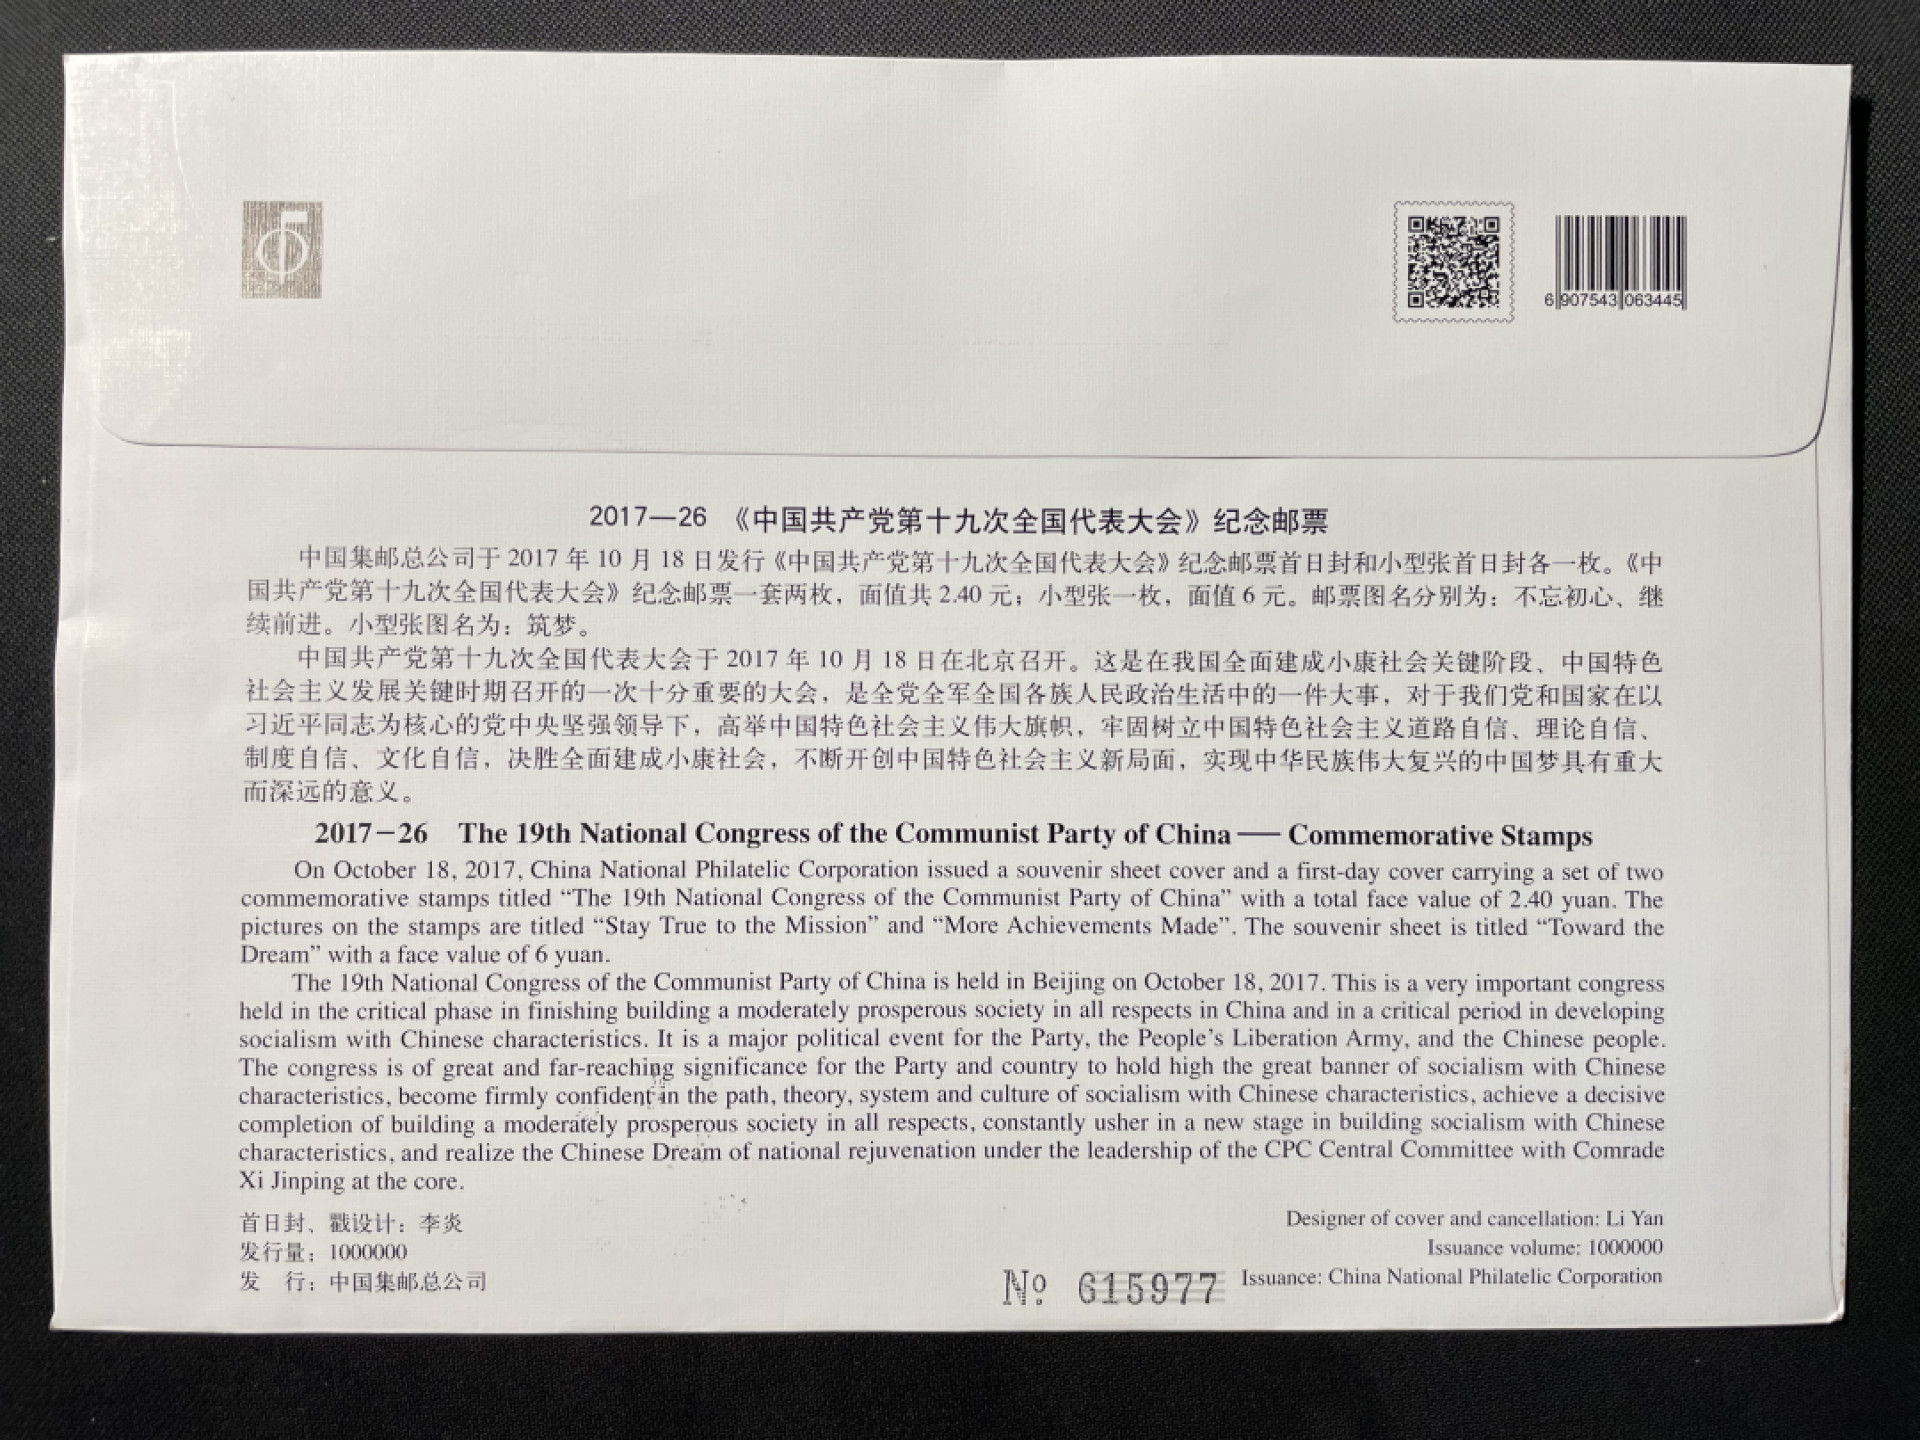 6 907543 063445
2017—26 《中国共产党第十九次全国代表大会》纪念邮票
中国集邮总公司于 2017 年 10 月 18 日发行《中国共产党第十九次全国代表大会》纪念邮票首日封和小型张首日封各一枚。《中
国共产党第十九次全国代表大会》纪念邮票一套两枚，面值共 2.40 元；小型张一枚，面值 6 元。邮票图名分别为：不忘初心、继
续前进。小型张图名为：筑梦。
中国共产党第十九次全国代表大会于 2017 年 10 月 18 日在北京召开。这是在我国全面建成小康社会关键阶段、中国特色
社会主义发展关键时期召开的一次十分重要的大会，是全党全军全国各族人民政治生活中的一件大事，对于我们党和国家在以
习近平同志为核心的党中央坚强领导下，高举中国特色社会主义伟大旗帜，牢固树立中国特色社会主义道路自信、理论自信、
制度自信、文化自信，决胜全面建成小康社会，不断开创中国特色社会主义新局面，实现中华民族伟大复兴的中国梦具有重大
而深远的意义。
2017－26 The 19th National Congress of the Communist Party of China — Commemorative Stamps
On October 18, 2017, China National Philatelic Corporation issued a souvenir sheet cover and a first-day cover carrying a set of two
commemorative stamps titled “The 19th National Congress of the Communist Party of China” with a total face value of 2.40 yuan. The
pictures on the stamps are titled “Stay True to the Mission” and “More Achievements Made”. The souvenir sheet is titled “Toward the
Dream” with a face value of 6 yuan.
The 19th National Congress of the Communist Party of China is held in Beijing on October 18, 2017. This is a very important congress
held in the critical phase in finishing building a moderately prosperous society in all respects in China and in a critical period in developing
socialism with Chinese characteristics. It is a major political event for the Party, the People’s Liberation Army, and the Chinese people.
The congress is of great and far-reaching significance for the Party and country to hold high the great banner of socialism with Chinese
characteristics, become firmly confident in the path, theory, system and culture of socialism with Chinese characteristics, achieve a decisive
completion of building a moderately prosperous society in all respects, constantly usher in a new stage in building socialism with Chinese
characteristics, and realize the Chinese Dream of national rejuvenation under the leadership of the CPC Central Committee with Comrade
Xi Jinping at the core.
首日封、戳设计：李炎
发行量：1000000
发 行：中国集邮总公司
Designer of cover and cancellation: Li Yan
Issuance volume: 1000000
Issuance: China National Philatelic Corporation
№ 615977